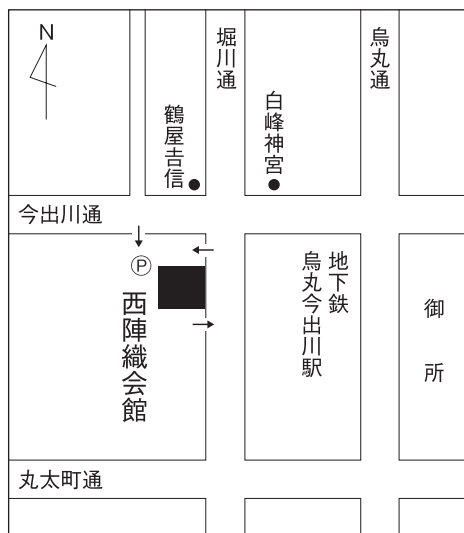 N
堀川通
烏丸通
鶴屋吉信
白峰神宮
今出川通
P
西陣織会館
地下鉄
烏丸今出川駅
御所
丸太町通